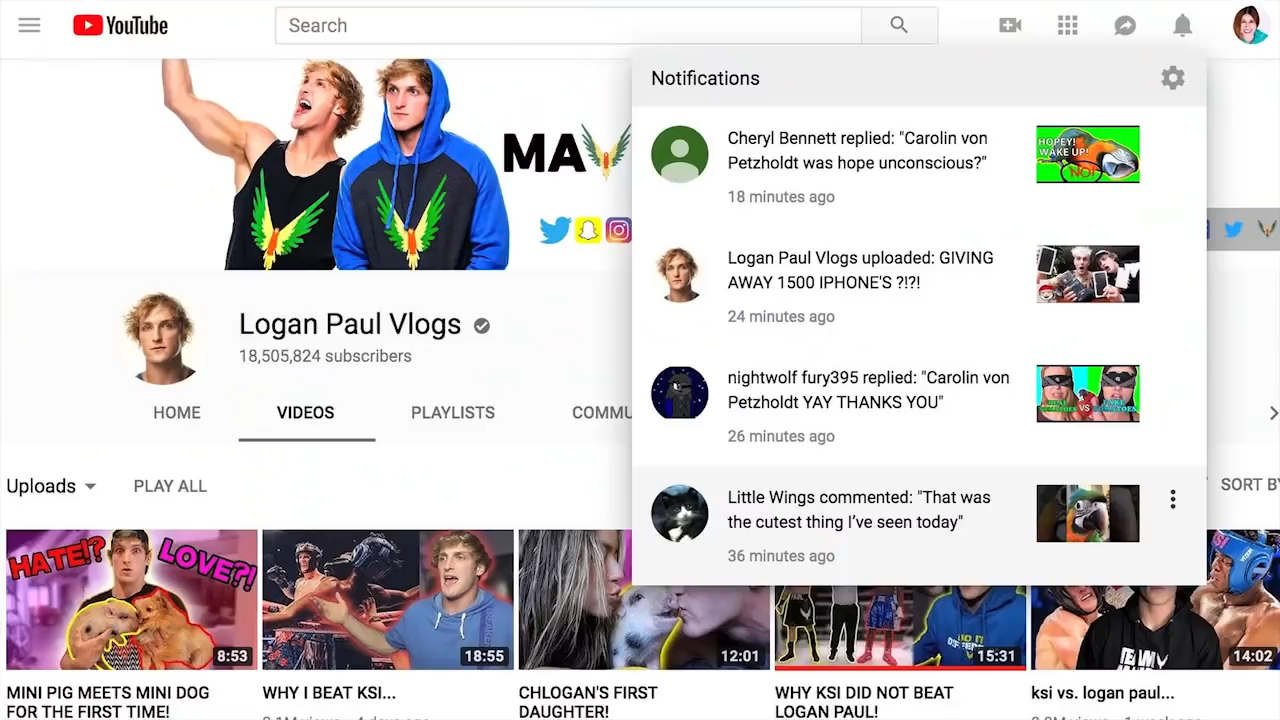 YouTube
Search
Notifications
Cheryl Bennett replied: "Carolin von
Petzholdt was hope unconscious?"
18 minutes ago
HOPEY!
WAKE UP!
NOT
Logan Paul Vlogs uploaded: GIVING
AWAY 1500 IPHONE'S ?!?!
24 minutes ago
nightwolf fury395 replied: "Carolin von
Petzholdt YAY THANKS YOU"
26 minutes ago
VS
Little Wings commented: "That was
the cutest thing I've seen today"
36 minutes ago
MAV
Logan Paul Vlogs
18,505,824 subscribers
HOME
VIDEOS
PLAYLISTS
COMMU
Uploads
PLAY ALL
SORT BY
HATE!?
LOVE?!
8:53
18:55
12:01
15:31
14:02
MINI PIG MEETS MINI DOG
FOR THE FIRST TIME!
WHY I BEAT KSI...
CHLOGAN'S FIRST
DAUGHTER!
WHY KSI DID NOT BEAT
LOGAN PAUL!
ksi vs. logan paul...